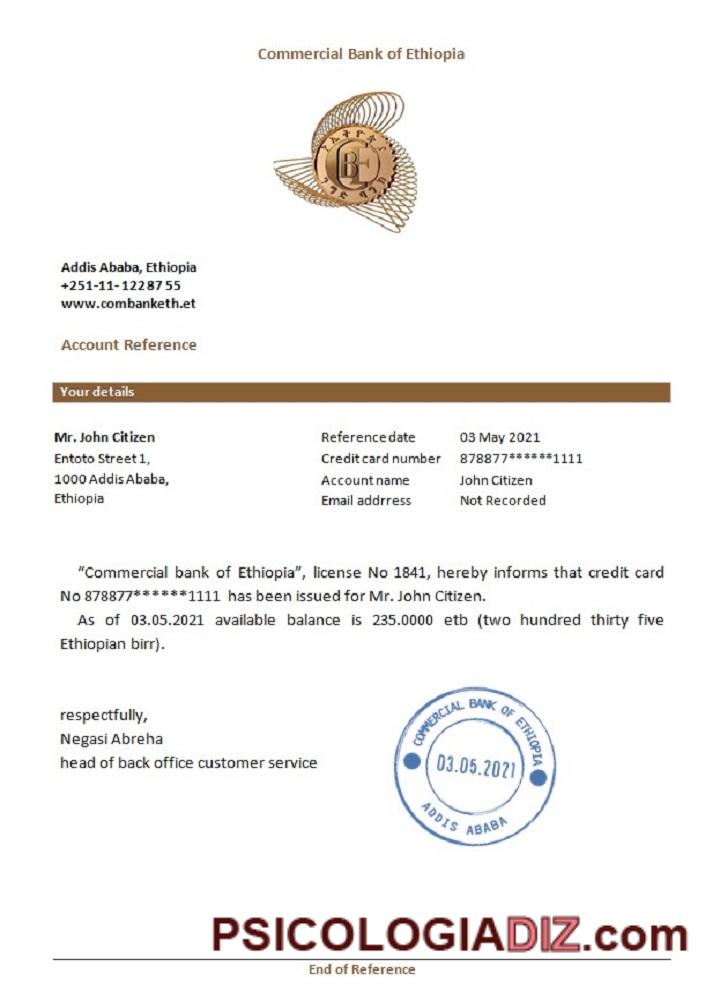 Commercial Bank of Ethiopia
Addis Ababa, Ethiopia
+251-11-1228755
www.combanketh.et
Account Reference
Your details
Mr. John Citizen
Entoto Street 1,
1000 Addis Ababa,
Ethiopia
Reference date 03 May 2021
Credit card number 878877******1111
Account name John Citizen
Email addrress Not Recorded
“Commercial bank of Ethiopia”, license No 1841, hereby informs that credit card
No 878877******1111 has been issued for Mr. John Citizen.
As of 03.05.2021 available balance is 235.0000 etb (two hundred thirty five
Ethiopian birr).
respectfully,
Negasi Abreha
head of back office customer service
COMMERCIAL BANK OF ETHIOPIA
03.05.2021
ADDIS ABABA
PSICOLOGIADIZ.com
End of Reference